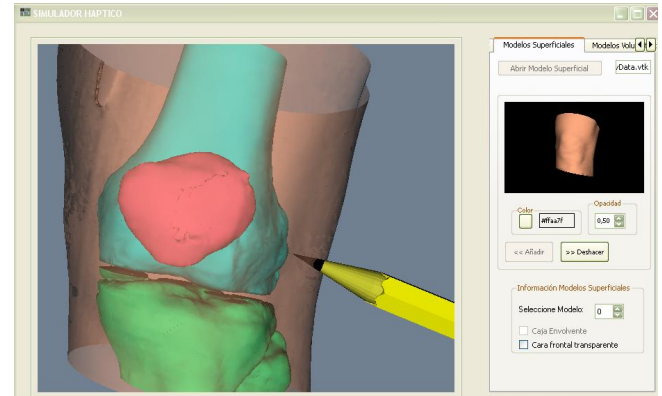 SIMULADOR HAPTICO
Modelos Superficiales Modelos Volu
Abrir Modelo Superficial /Data.vtk
Color Opacidad
#ffaa7f 0,50
<< Añadir >> Deshacer
Información Modelos Superficiales
Seleccione Modelo: 0
Caja Envolvente
Cara frontal transparente